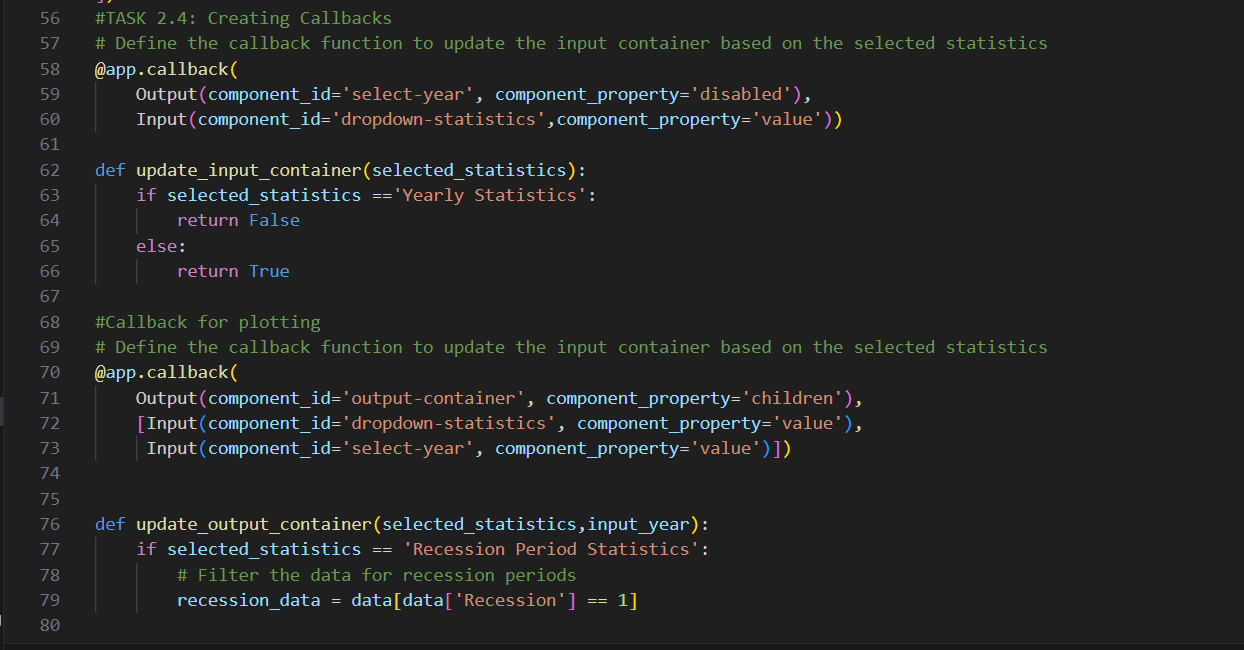 56 #TASK 2.4: Creating Callbacks
57 # Define the callback function to update the input container based on the selected statistics
58 @app.callback(
59     Output(component_id='select-year', component_property='disabled'),
60     Input(component_id='dropdown-statistics',component_property='value'))
61
62 def update_input_container(selected_statistics):
63     if selected_statistics =='Yearly Statistics':
64         return False
65     else:
66         return True
67
68 #Callback for plotting
69 # Define the callback function to update the input container based on the selected statistics
70 @app.callback(
71     Output(component_id='output-container', component_property='children'),
72     [Input(component_id='dropdown-statistics', component_property='value'),
73      Input(component_id='select-year', component_property='value')])
74
75
76 def update_output_container(selected_statistics,input_year):
77     if selected_statistics == 'Recession Period Statistics':
78         # Filter the data for recession periods
79         recession_data = data[data['Recession'] == 1]
80